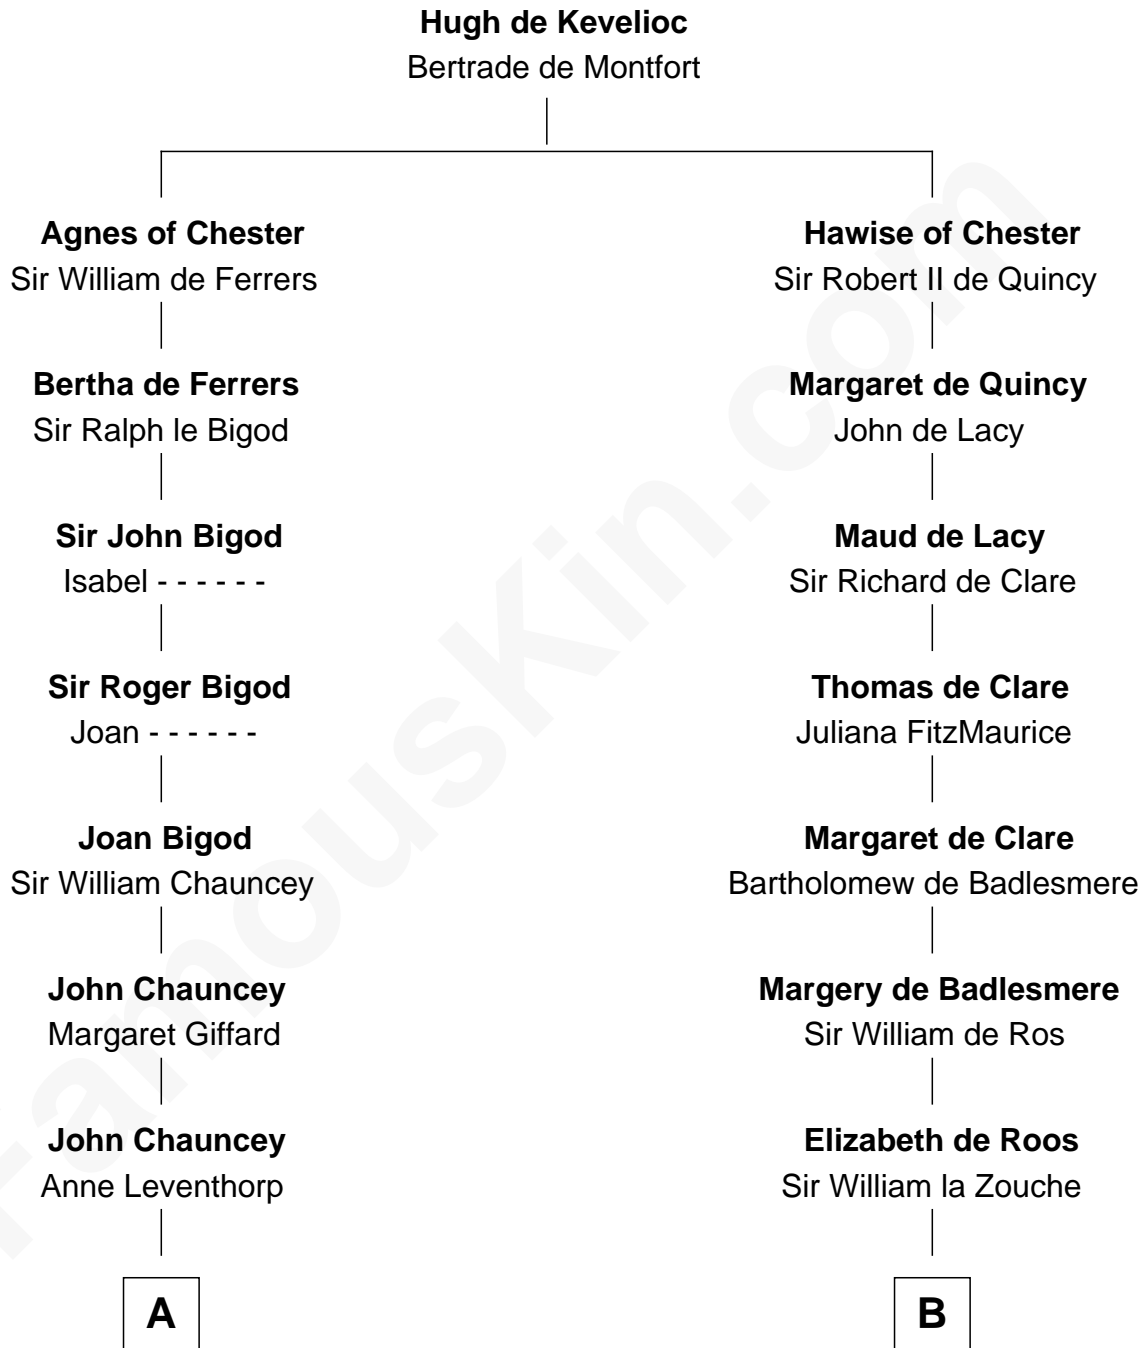 Hugh de Kevelioc
Bertrade de Montfort
Agnes of Chester
Sir William de Ferrers
Hawise of Chester
Sir Robert II de Quincy
Bertha de Ferrers
Sir Ralph le Bigod
Margaret de Quincy
John de Lacy
Sir John Bigod
Isabel - - - - - -
Maud de Lacy
Sir Richard de Clare
Sir Roger Bigod
Joan - - - - - -
Thomas de Clare
Juliana FitzMaurice
Joan Bigod
Sir William Chauncey
Margaret de Clare
Bartholomew de Badlesmere
John Chauncey
Margaret Giffard
Margery de Badlesmere
Sir William de Ros
John Chauncey
Anne Leventhorp
Elizabeth de Roos
Sir William la Zouche
A
B
FamousKin.com